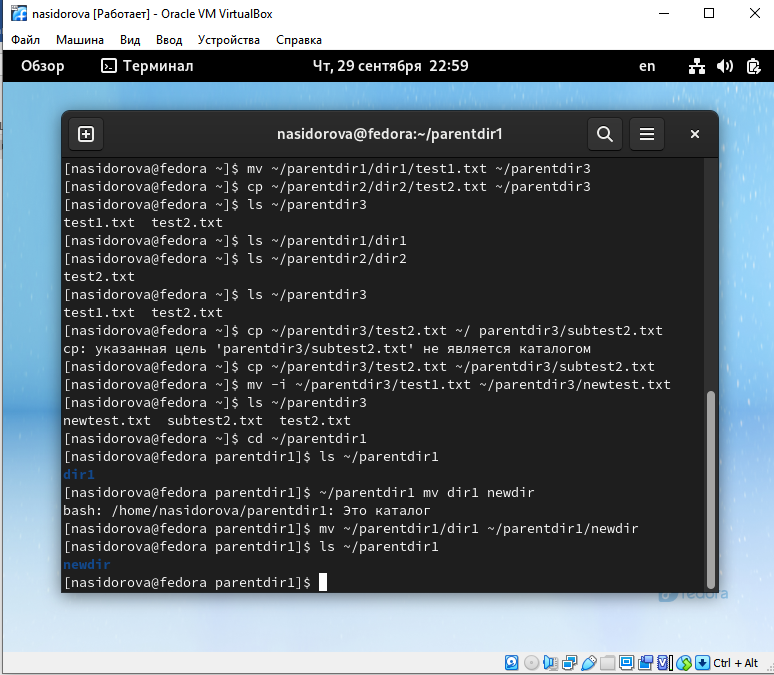 nasidorova [Работает] - Oracle VM VirtualBox
Файл Машина Вид Ввод Устройства Справка
Обзор Терминал Чт, 29 сентября 22:59 en
nasidorova@fedora:~/parentdir1
[nasidorova@fedora ~]$ mv ~/parentdir1/dir1/test1.txt ~/parentdir3
[nasidorova@fedora ~]$ cp ~/parentdir2/dir2/test2.txt ~/parentdir3
[nasidorova@fedora ~]$ ls ~/parentdir3
test1.txt  test2.txt
[nasidorova@fedora ~]$ ls ~/parentdir1/dir1
[nasidorova@fedora ~]$ ls ~/parentdir2/dir2
test2.txt
[nasidorova@fedora ~]$ ls ~/parentdir3
test1.txt  test2.txt
[nasidorova@fedora ~]$ cp ~/parentdir3/test2.txt ~/ parentdir3/subtest2.txt
cp: указанная цель 'parentdir3/subtest2.txt' не является каталогом
[nasidorova@fedora ~]$ cp ~/parentdir3/test2.txt ~/parentdir3/subtest2.txt
[nasidorova@fedora ~]$ mv -i ~/parentdir3/test1.txt ~/parentdir3/newtest.txt
[nasidorova@fedora ~]$ ls ~/parentdir3
newtest.txt  subtest2.txt  test2.txt
[nasidorova@fedora ~]$ cd ~/parentdir1
[nasidorova@fedora parentdir1]$ ls ~/parentdir1
dir1
[nasidorova@fedora parentdir1]$ ~/parentdir1 mv dir1 newdir
bash: /home/nasidorova/parentdir1: Это каталог
[nasidorova@fedora parentdir1]$ mv ~/parentdir1/dir1 ~/parentdir1/newdir
[nasidorova@fedora parentdir1]$ ls ~/parentdir1
newdir
[nasidorova@fedora parentdir1]$
fedora
Ctrl + Alt